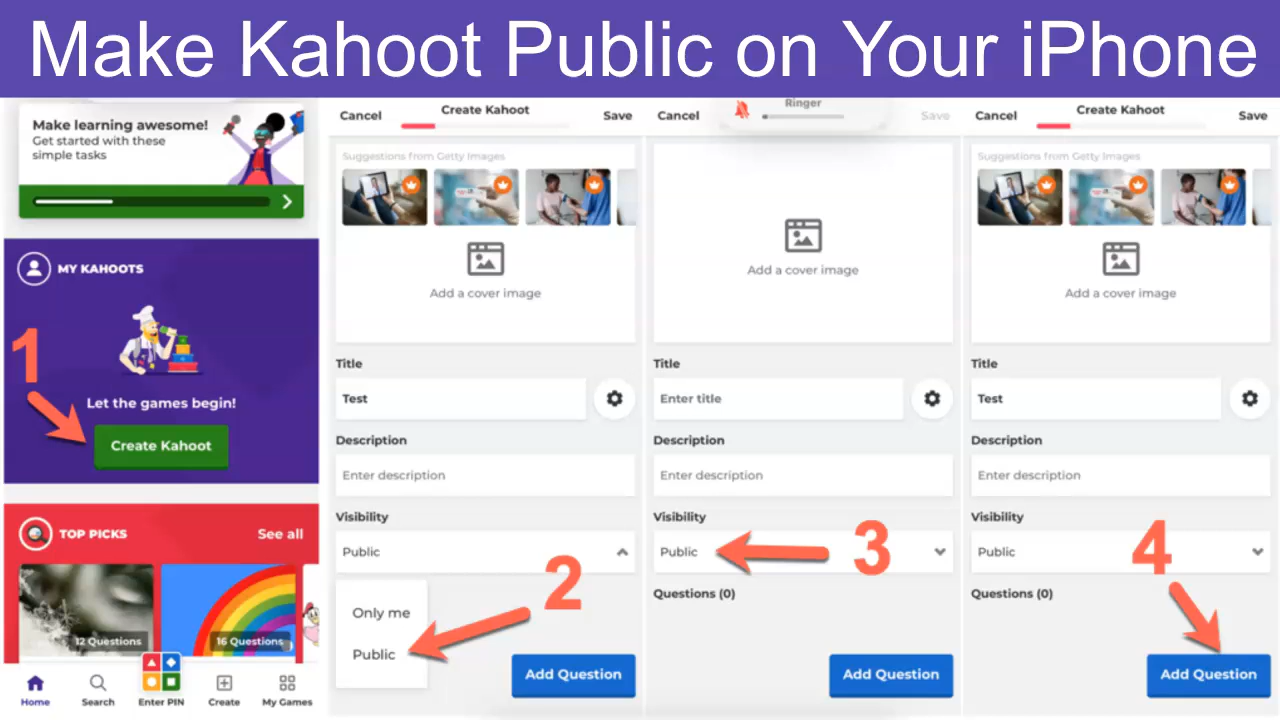 Make Kahoot Public on Your iPhone
Make learning awesome!
Get started with these
simple tasks
MY KAHOOTS
1
Let the games begin!
Create Kahoot
TOP PICKS
See all
12 Questions
16 Questions
Home
Search
Enter PIN
Create
My Games
Cancel
Create Kahoot
Save
Suggestions from Getty Images
Add a cover image
Title
Test
Description
Enter description
Visibility
Public
Only me
Public
2
Add Question
Cancel
Ringer
Save
Add a cover image
Title
Enter title
Description
Enter description
Visibility
Public
3
Questions (0)
Add Question
Cancel
Create Kahoot
Save
Suggestions from Getty Images
Add a cover image
Title
Test
Description
Enter description
Visibility
Public
4
Questions (0)
Add Question